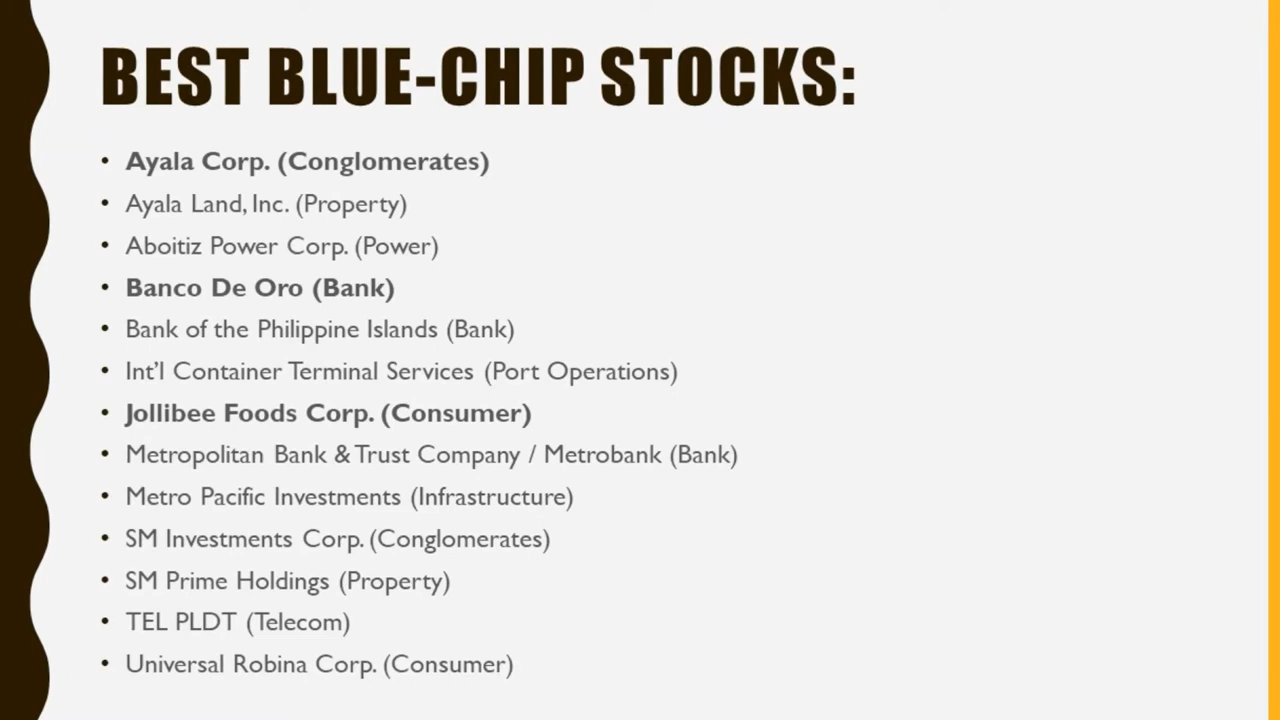 BEST BLUE-CHIP STOCKS:
• Ayala Corp. (Conglomerates)
• Ayala Land, Inc. (Property)
• Aboitiz Power Corp. (Power)
• Banco De Oro (Bank)
• Bank of the Philippine Islands (Bank)
• Int’l Container Terminal Services (Port Operations)
• Jollibee Foods Corp. (Consumer)
• Metropolitan Bank & Trust Company / Metrobank (Bank)
• Metro Pacific Investments (Infrastructure)
• SM Investments Corp. (Conglomerates)
• SM Prime Holdings (Property)
• TEL PLDT (Telecom)
• Universal Robina Corp. (Consumer)